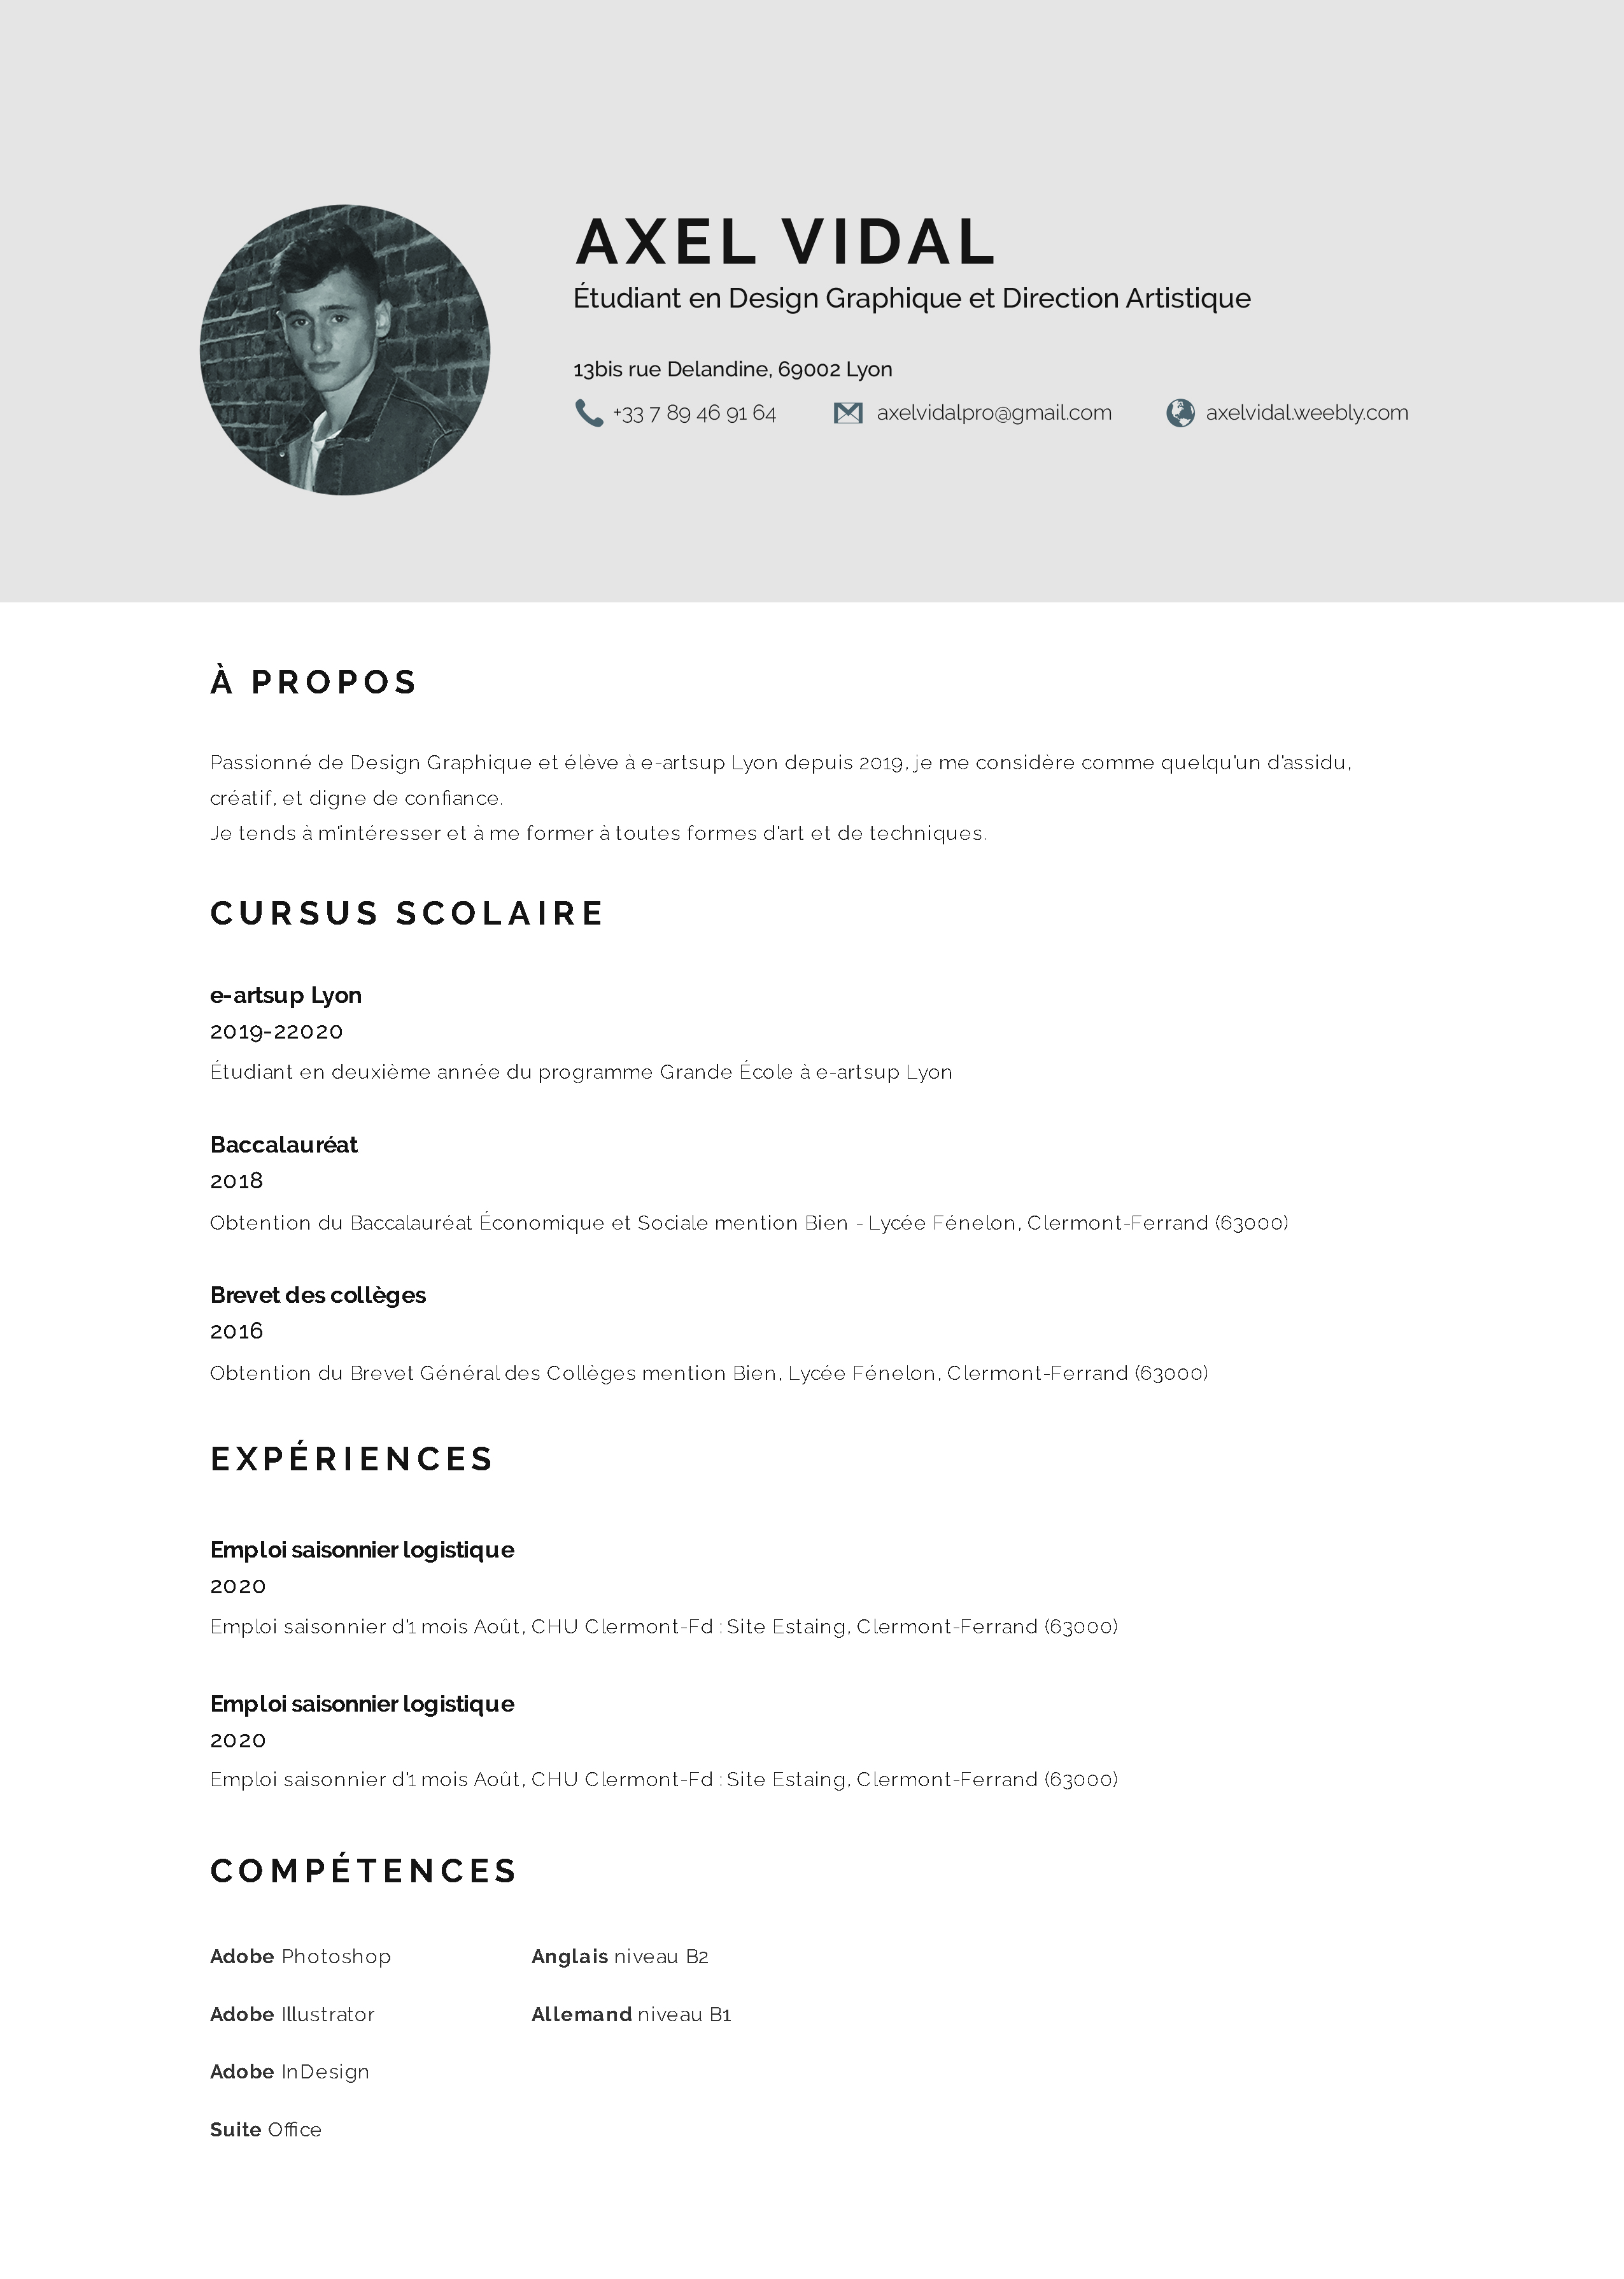 AXEL VIDAL
Étudiant en Design Graphique et Direction Artistique
13bis rue Delandine, 69002 Lyon
+33 7 89 46 91 64 axelvidalpro@gmail.com axelvidal.weebly.com
À PROPOS
Passionné de Design Graphique et élève à e-artsup Lyon depuis 2019, je me considère comme quelqu'un d'assidu,
créatif, et digne de confiance.
Je tends à m'intéresser et à me former à toutes formes d'art et de techniques.
CURSUS SCOLAIRE
e-artsup Lyon
2019-22020
Étudiant en deuxième année du programme Grande École à e-artsup Lyon
Baccalauréat
2018
Obtention du Baccalauréat Économique et Sociale mention Bien - Lycée Fénelon, Clermont-Ferrand (63000)
Brevet des collèges
2016
Obtention du Brevet Général des Collèges mention Bien, Lycée Fénelon, Clermont-Ferrand (63000)
EXPÉRIENCES
Emploi saisonnier logistique
2020
Emploi saisonnier d'1 mois Août, CHU Clermont-Fd : Site Estaing, Clermont-Ferrand (63000)
Emploi saisonnier logistique
2020
Emploi saisonnier d'1 mois Août, CHU Clermont-Fd : Site Estaing, Clermont-Ferrand (63000)
COMPÉTENCES
Adobe Photoshop
Adobe Illustrator
Adobe InDesign
Suite Office
Anglais niveau B2
Allemand niveau B1